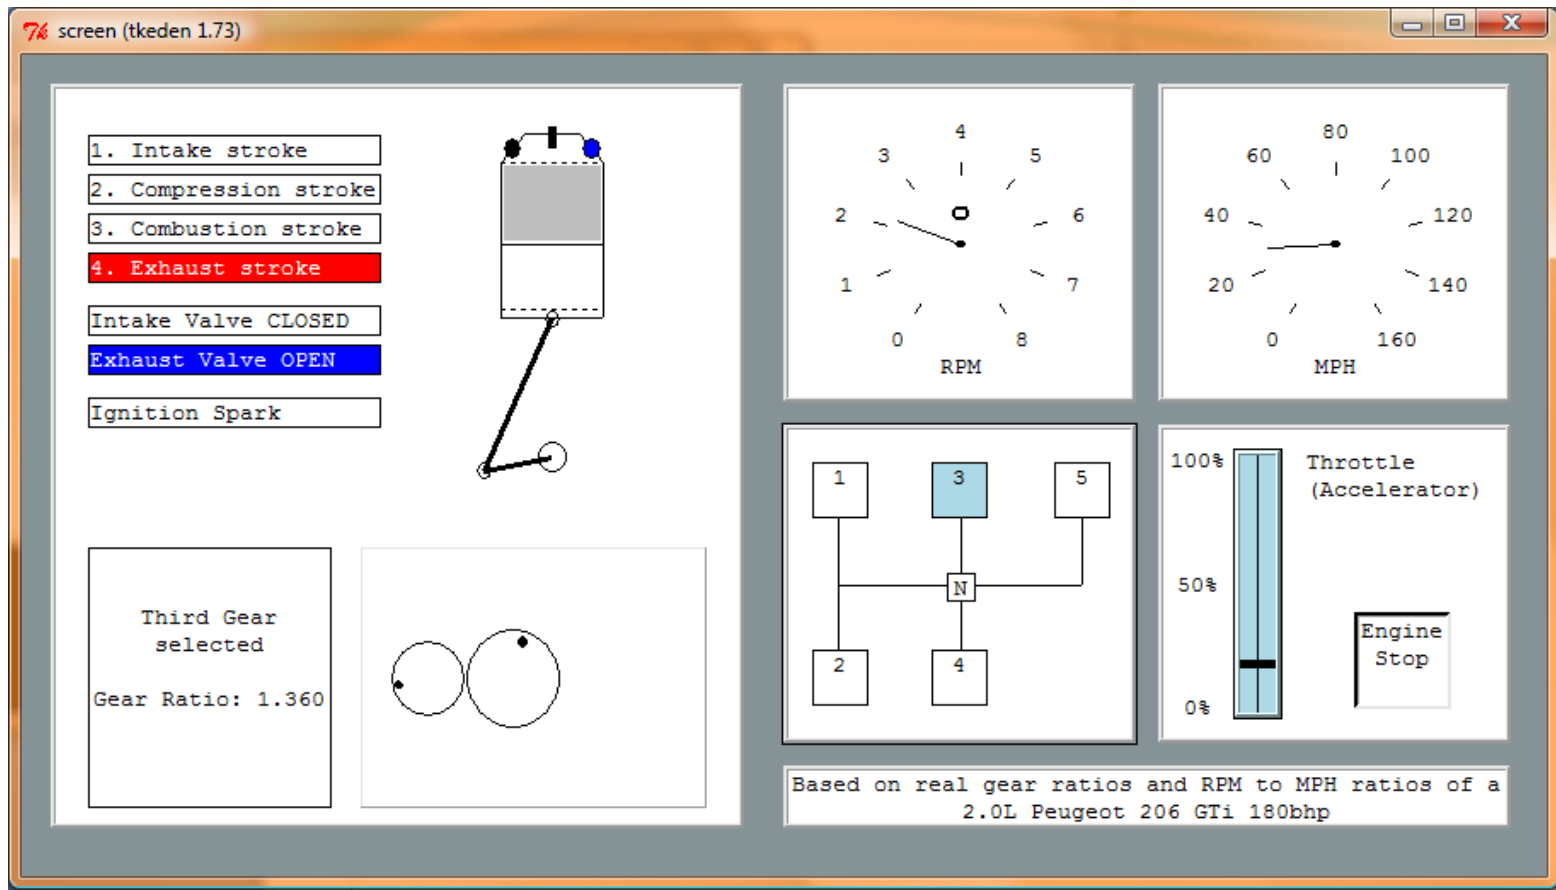 screen (tkeden 1.73)
1. Intake stroke
2. Compression stroke
3. Combustion stroke
4. Exhaust stroke
Intake Valve CLOSED
Exhaust Valve OPEN
Ignition Spark
Third Gear
selected
Gear Ratio: 1.360
4
3 5
2 6
1 7
0 8
RPM
80
60 100
40 120
20 140
0 160
MPH
1 3 5
N
2 4
100%
50%
0%
Throttle
(Accelerator)
Engine
Stop
Based on real gear ratios and RPM to MPH ratios of a
2.0L Peugeot 206 GTi 180bhp